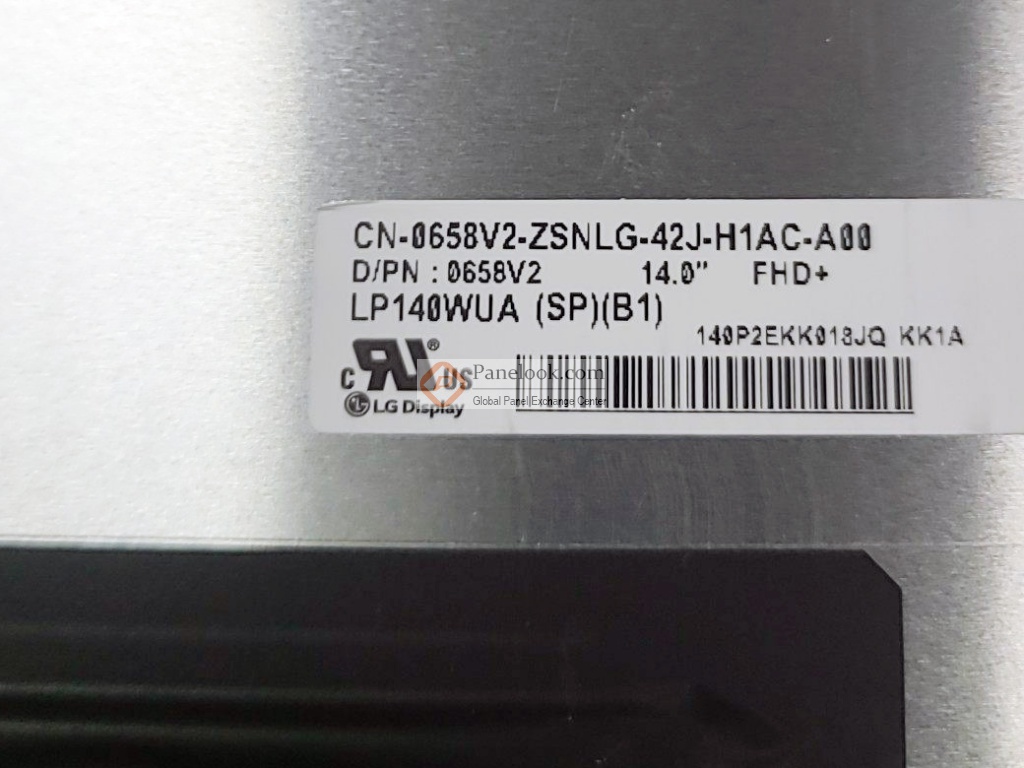 CN-0658V2-ZSNLG-42J-H1AC-A00
D/PN : 0658V2 14.0" FHD+
LP140WUA (SP)(B1)
140P2EKK018JQ KK1A
C RU® US
Panelook.com
Global Panel Exchange Center
LG Display